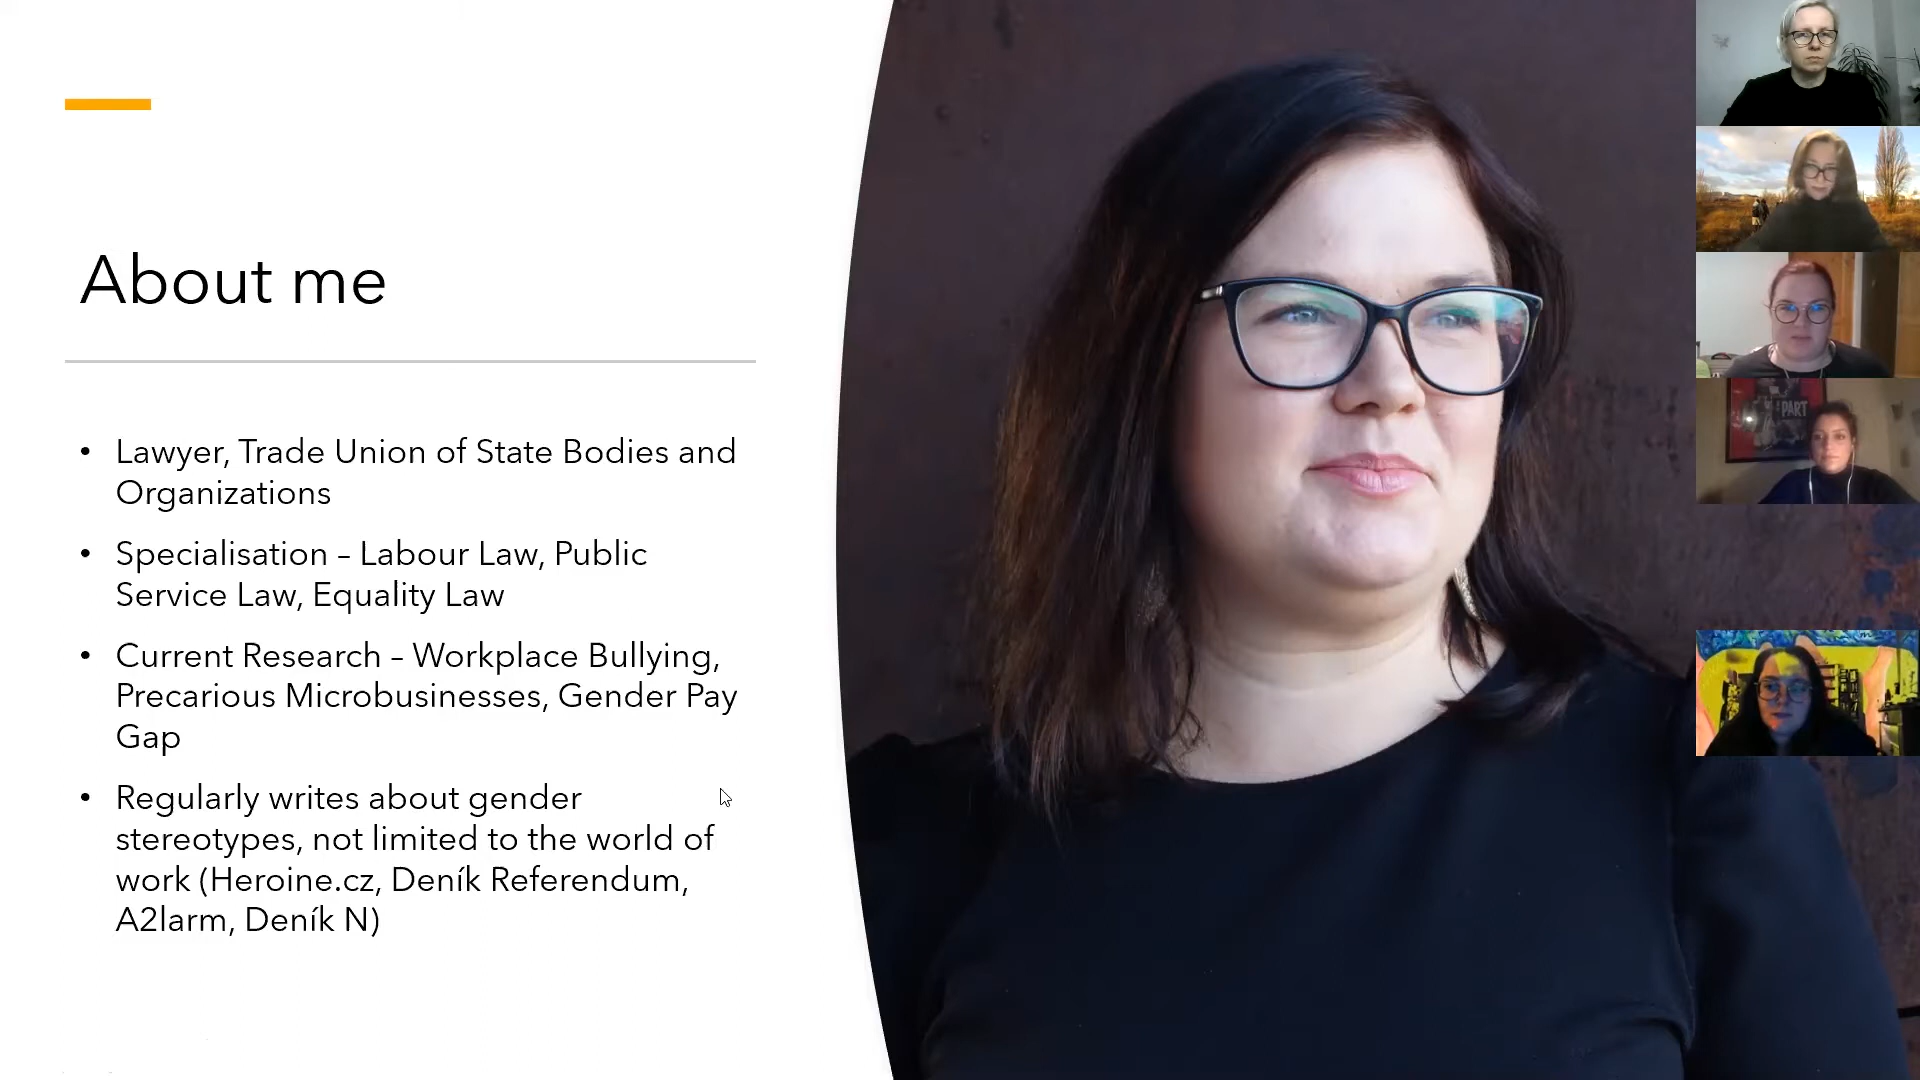 About me
• Lawyer, Trade Union of State Bodies and
Organizations
• Specialisation – Labour Law, Public
Service Law, Equality Law
• Current Research – Workplace Bullying,
Precarious Microbusinesses, Gender Pay
Gap
• Regularly writes about gender
stereotypes, not limited to the world of
work (Heroine.cz, Deník Referendum,
A2larm, Deník N)
PART